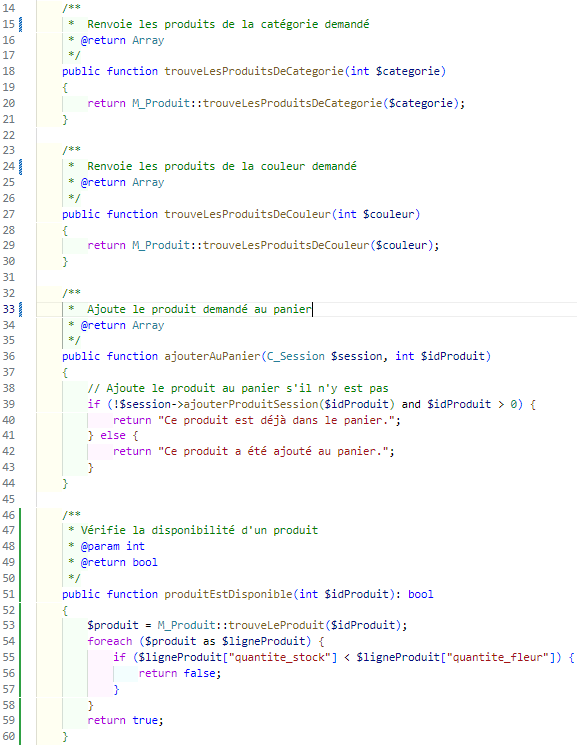 14     /**
15      *  Renvoie les produits de la catégorie demandé
16      * @return Array
17      */
18     public function trouveLesProduitsDeCategorie(int $categorie)
19     {
20         return M_Produit::trouveLesProduitsDeCategorie($categorie);
21     }
22
23     /**
24      *  Renvoie les produits de la couleur demandé
25      * @return Array
26      */
27     public function trouveLesProduitsDeCouleur(int $couleur)
28     {
29         return M_Produit::trouveLesProduitsDeCouleur($couleur);
30     }
31
32     /**
33      *  Ajoute le produit demandé au panier
34      * @return Array
35      */
36     public function ajouterAuPanier(C_Session $session, int $idProduit)
37     {
38         // Ajoute le produit au panier s'il n'y est pas
39         if (!$session->ajouterProduitSession($idProduit) and $idProduit > 0) {
40             return "Ce produit est déjà dans le panier.";
41         } else {
42             return "Ce produit a été ajouté au panier.";
43         }
44     }
45
46     /**
47      * Vérifie la disponibilité d'un produit
48      * @param int
49      * @return bool
50      */
51     public function produitEstDisponible(int $idProduit): bool
52     {
53         $produit = M_Produit::trouveLeProduit($idProduit);
54         foreach ($produit as $ligneProduit) {
55             if ($ligneProduit["quantite_stock"] < $ligneProduit["quantite_fleur"]) {
56                 return false;
57             }
58         }
59         return true;
60     }